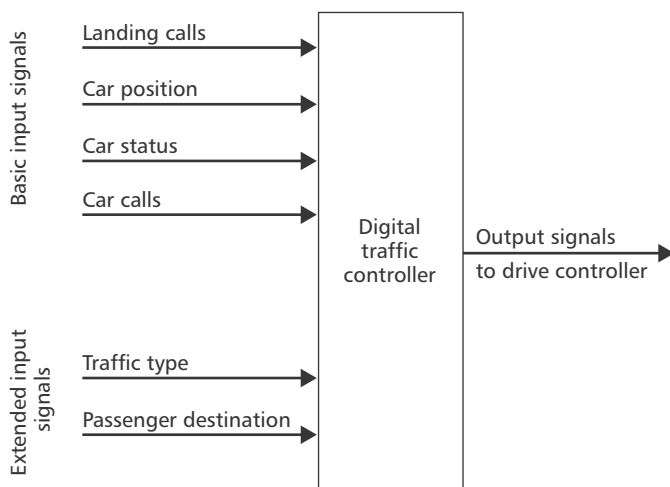 Basic input signals
Landing calls
Car position
Car status
Car calls
Digital
traffic
controller
Output signals
to drive controller
Extended input
signals
Traffic type
Passenger destination